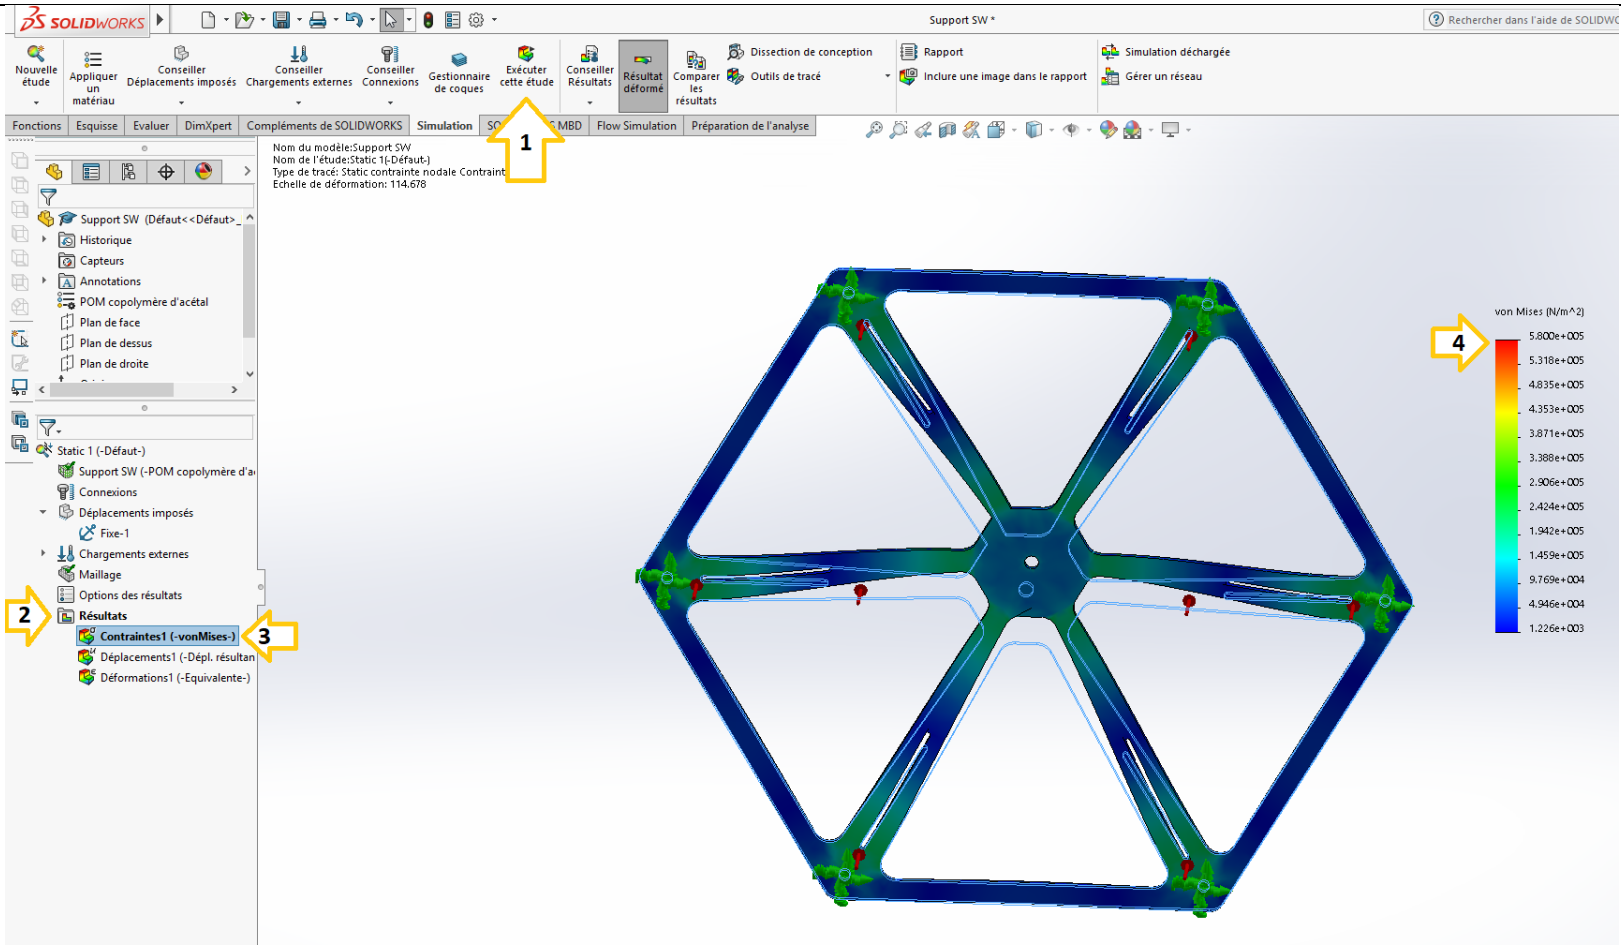 SOLIDWORKS
Support SW *
Rechercher dans l'aide de SOLIDWO
Nouvelle
étude
Appliquer
un
matériau
Conseiller
Déplacements imposés
Conseiller
Chargements externes
Conseiller
Connexions
Gestionnaire
de coques
Exécuter
cette étude
Conseiller
Résultats
Résultat
déformé
Comparer
les
résultats
Dissection de conception
Outils de tracé
Rapport
Inclure une image dans le rapport
Simulation déchargée
Gérer un réseau
Fonctions
Esquisse
Evaluer
DimXpert
Compléments de SOLIDWORKS
Simulation
MBD
Flow Simulation
Préparation de l'analyse
1
Nom du modèle:Support SW
Nom de l'étude:Static 1(-Défaut-)
Type de tracé: Static contrainte nodale Contraint
Echelle de déformation: 114.678
Support SW (Défaut<<Défaut>_
Historique
Capteurs
Annotations
POM copolymère d'acétal
Plan de face
Plan de dessus
Plan de droite
Static 1 (-Défaut-)
Support SW (-POM copolymère d'a
Connexions
Déplacements imposés
Fixe-1
Chargements externes
Maillage
Options des résultats
2
Résultats
Contraintes1 (-vonMises-)
3
Déplacements1 (-Dépl. résultan
Déformations1 (-Equivalente-)
von Mises (N/m^2)
4
5.800e+005
5.318e+005
4.835e+005
4.353e+005
3.871e+005
3.388e+005
2.906e+005
2.424e+005
1.942e+005
1.459e+005
9.769e+004
4.946e+004
1.226e+003